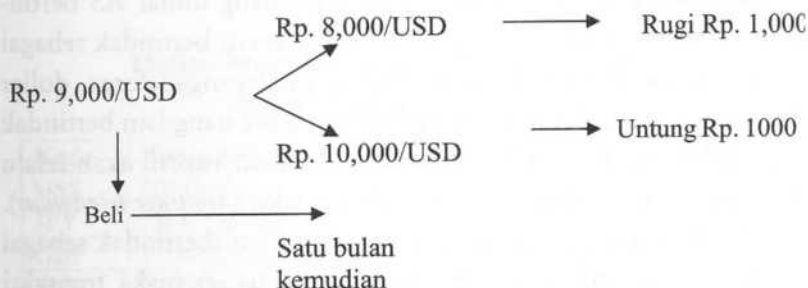 Rp. 8,000/USD
Rugi Rp. 1,000
Rp. 9,000/USD
Rp. 10,000/USD
Untung Rp. 1000
Beli
Satu bulan
kemudian